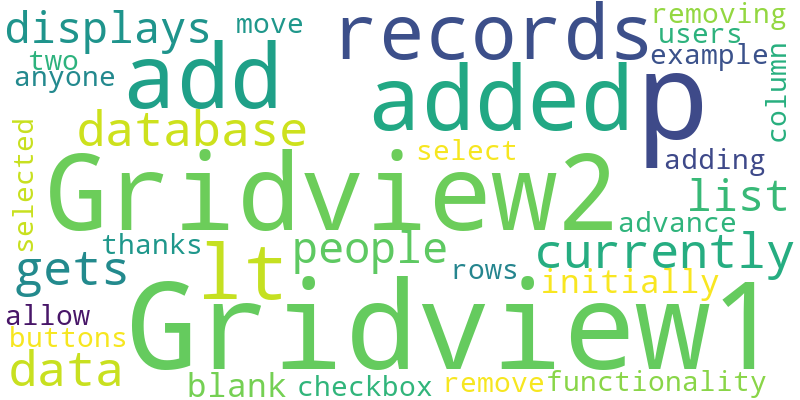 displays
move
records
removing
users
two
anyone
add
example
column
added
p
database
select
adding
selected
Gridview2
list
advance
thanks
people
currently
gets
lt
rows
initially
allow
Gridview1
buttons
data
blank
checkbox
remove
functionality